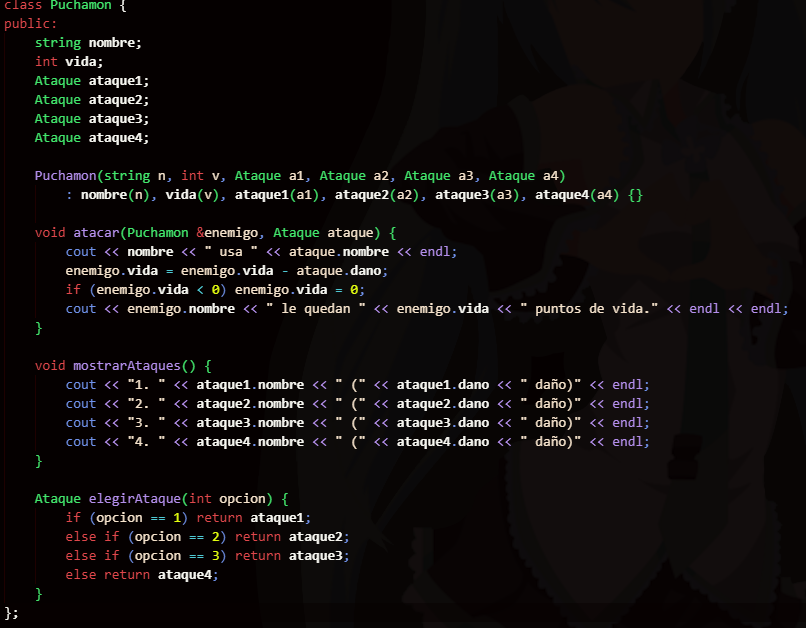 class Puchamon {
public:
    string nombre;
    int vida;
    Ataque ataque1;
    Ataque ataque2;
    Ataque ataque3;
    Ataque ataque4;

    Puchamon(string n, int v, Ataque a1, Ataque a2, Ataque a3, Ataque a4)
        : nombre(n), vida(v), ataque1(a1), ataque2(a2), ataque3(a3), ataque4(a4) {}

    void atacar(Puchamon &enemigo, Ataque ataque) {
        cout << nombre << " usa " << ataque.nombre << endl;
        enemigo.vida = enemigo.vida - ataque.dano;
        if (enemigo.vida < 0) enemigo.vida = 0;
        cout << enemigo.nombre << " le quedan " << enemigo.vida << " puntos de vida." << endl << endl;
    }

    void mostrarAtaques() {
        cout << "1. " << ataque1.nombre << " (" << ataque1.dano << " daño)" << endl;
        cout << "2. " << ataque2.nombre << " (" << ataque2.dano << " daño)" << endl;
        cout << "3. " << ataque3.nombre << " (" << ataque3.dano << " daño)" << endl;
        cout << "4. " << ataque4.nombre << " (" << ataque4.dano << " daño)" << endl;
    }

    Ataque elegirAtaque(int opcion) {
        if (opcion == 1) return ataque1;
        else if (opcion == 2) return ataque2;
        else if (opcion == 3) return ataque3;
        else return ataque4;
    }
};